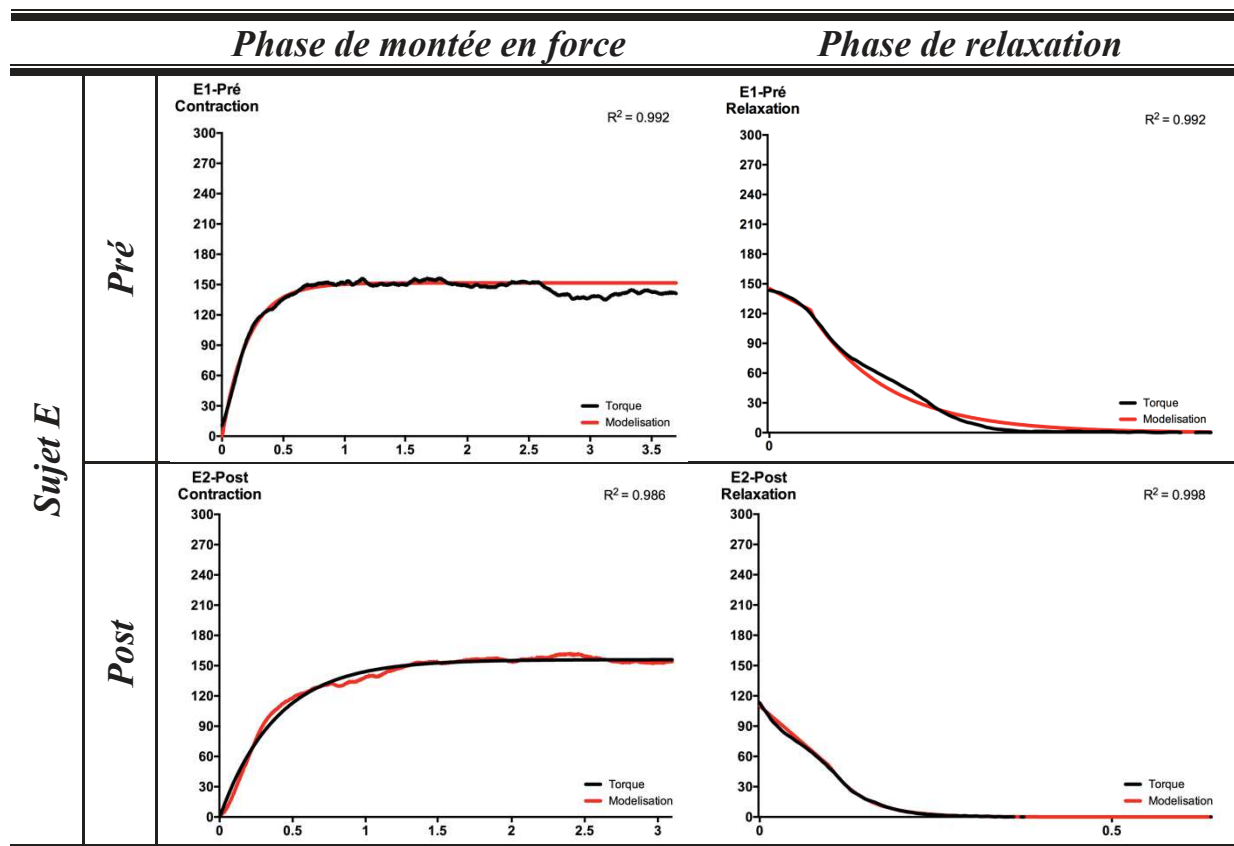 Phase de montée en force
Phase de relaxation
Sujet E
Pré
E1-Pré
Contraction
R² = 0.992
300
270
240
210
180
150
120
90
60
30
0
0 0.5 1 1.5 2 2.5 3 3.5
Torque
Modelisation
E1-Pré
Relaxation
R² = 0.992
300
270
240
210
180
150
120
90
60
30
0
0
Torque
Modelisation
Post
E2-Post
Contraction
R² = 0.986
300
270
240
210
180
150
120
90
60
30
0
0 0.5 1 1.5 2 2.5 3
Torque
Modelisation
E2-Post
Relaxation
R² = 0.998
300
270
240
210
180
150
120
90
60
30
0
0 0.5
Torque
Modelisation